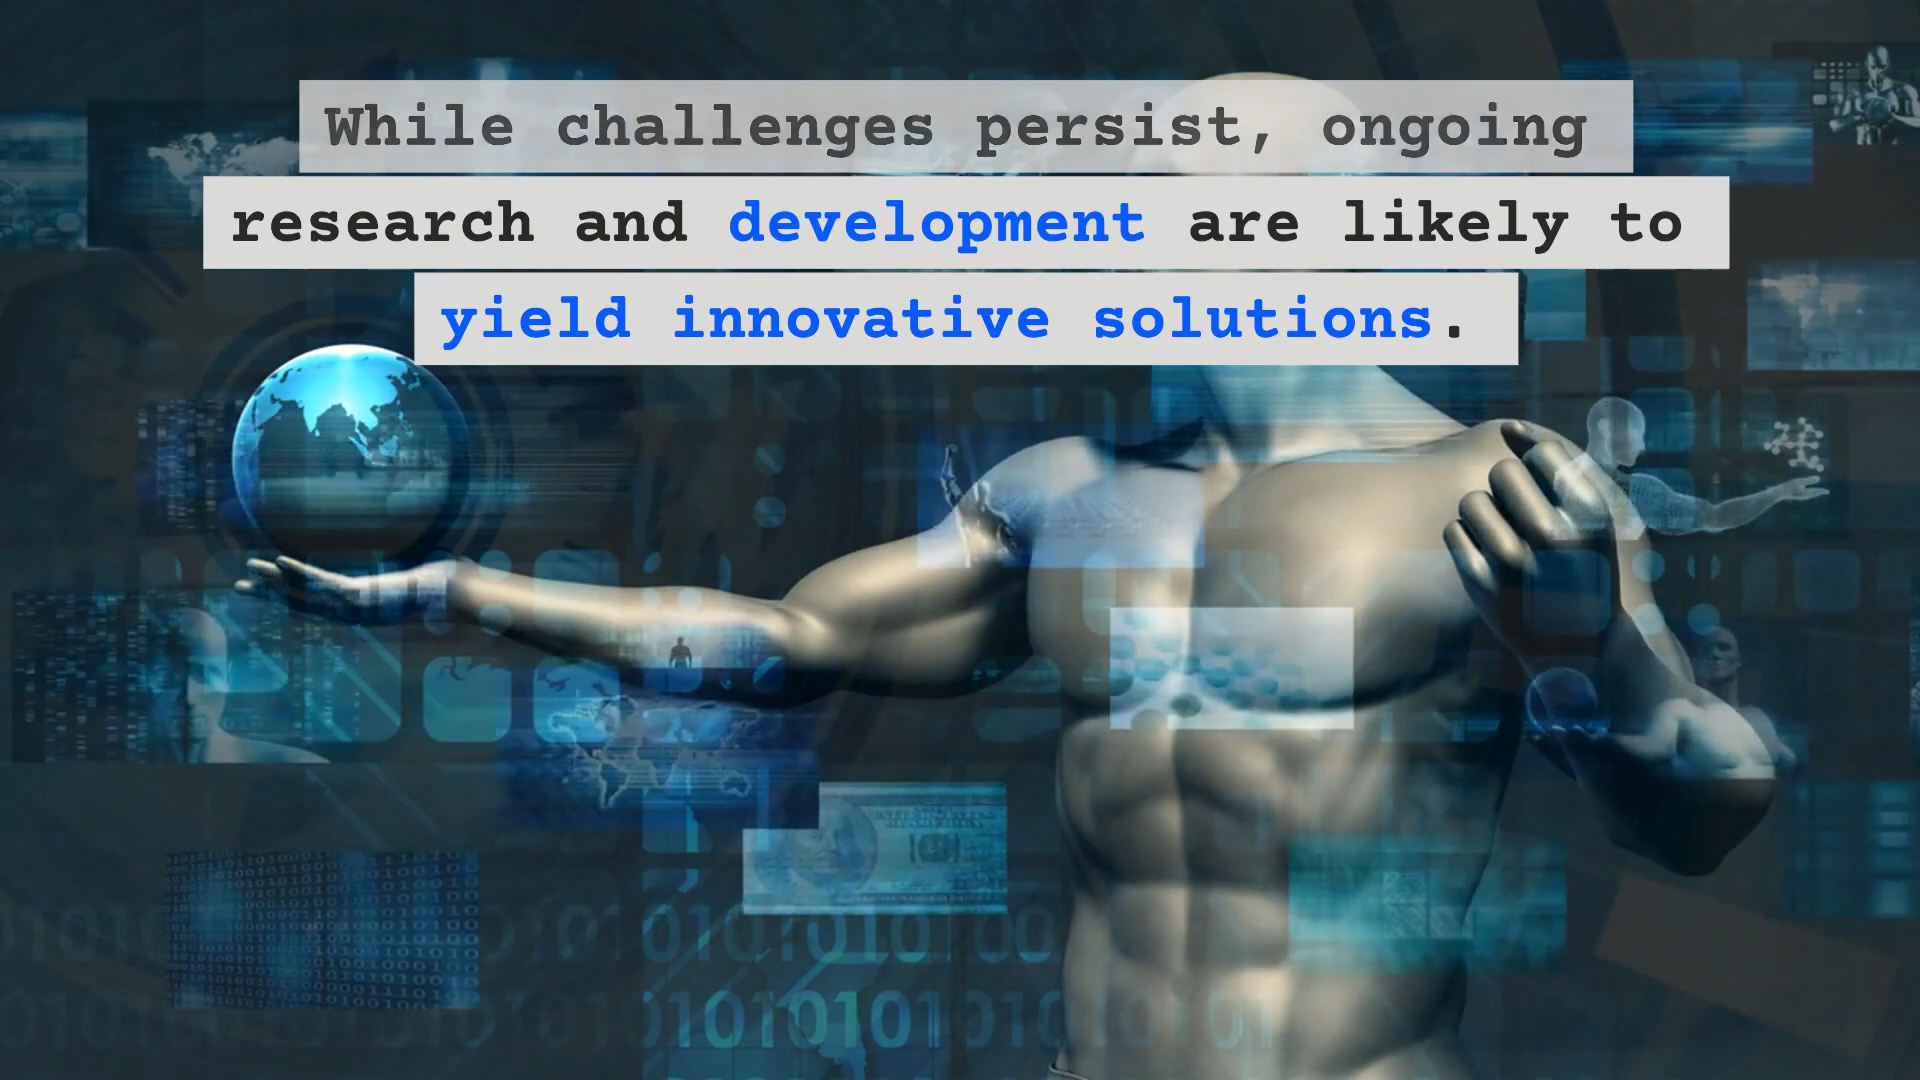 While challenges persist, ongoing
research and development are likely to
yield innovative solutions.